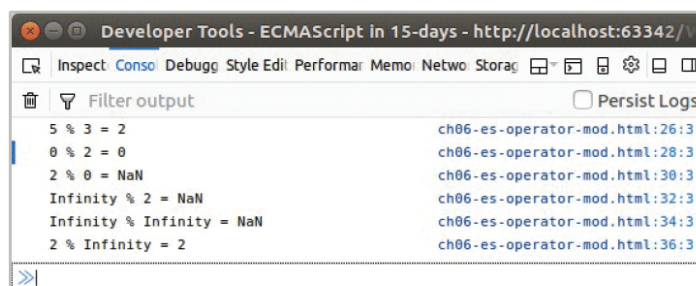 Developer Tools - ECMAScript in 15-days - http://localhost:63342/
Inspect Conso Debugg Style Edi Performa Memo Netwo Storag
Filter output Persist Logs
5 % 3 = 2 ch06-es-operator-mod.html:26:3
0 % 2 = 0 ch06-es-operator-mod.html:28:3
2 % 0 = NaN ch06-es-operator-mod.html:30:3
Infinity % 2 = NaN ch06-es-operator-mod.html:32:3
Infinity % Infinity = NaN ch06-es-operator-mod.html:34:3
2 % Infinity = 2 ch06-es-operator-mod.html:36:3